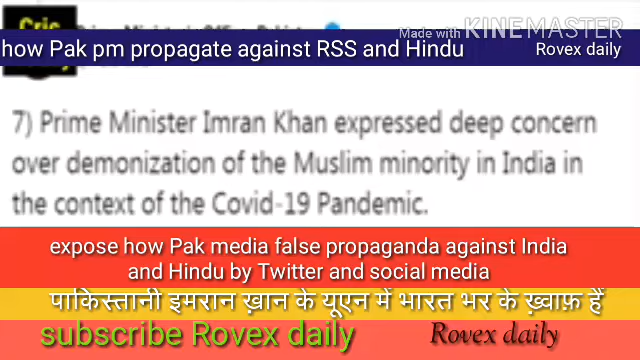 Made with KINEMASTER
how Pak pm propagate against RSS and Hindu Rovex daily
7) Prime Minister Imran Khan expressed deep concern
over demonization of the Muslim minority in India in
the context of the Covid-19 Pandemic.
expose how Pak media false propaganda against India
and Hindu by Twitter and social media
पाकिस्तानी इमरान ख़ान के यूएन में भारत भर के ख़्वाफ़ हैं
subscribe Rovex daily Rovex daily